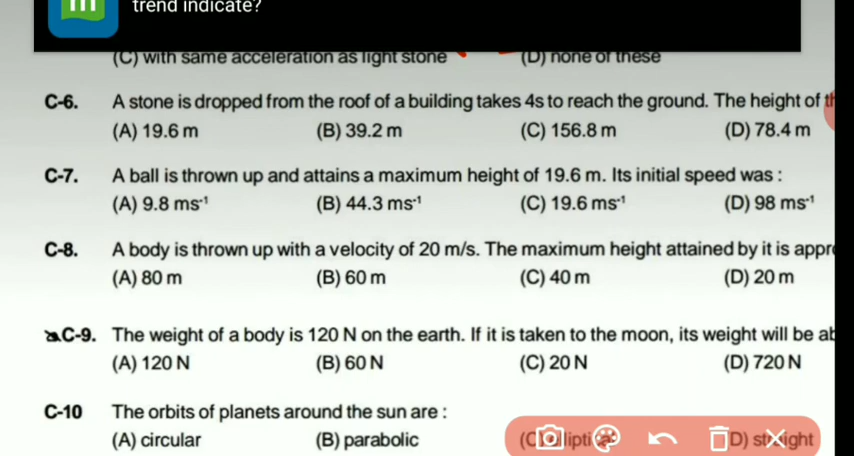 trend indicate?
(C) with same acceleration as light stone (D) none of these
C-6. A stone is dropped from the roof of a building takes 4s to reach the ground. The height of
(A) 19.6 m (B) 39.2 m (C) 156.8 m (D) 78.4 m
C-7. A ball is thrown up and attains a maximum height of 19.6 m. Its initial speed was :
(A) 9.8 ms⁻¹ (B) 44.3 ms⁻¹ (C) 19.6 ms⁻¹ (D) 98 ms⁻¹
C-8. A body is thrown up with a velocity of 20 m/s. The maximum height attained by it is
(A) 80 m (B) 60 m (C) 40 m (D) 20 m
C-9. The weight of a body is 120 N on the earth. If it is taken to the moon, its weight will be
(A) 120 N (B) 60 N (C) 20 N (D) 720 N
C-10 The orbits of planets around the sun are :
(A) circular (B) parabolic (C) (D) straight